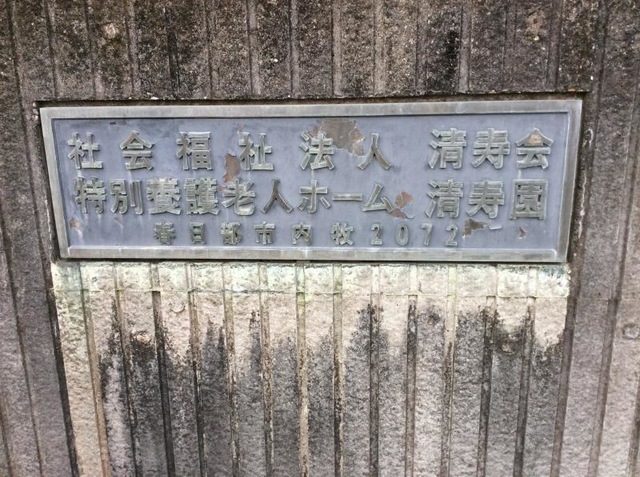 社会福祉法人 清寿会
特別養護老人ホーム 清寿園
春日部市内牧2072